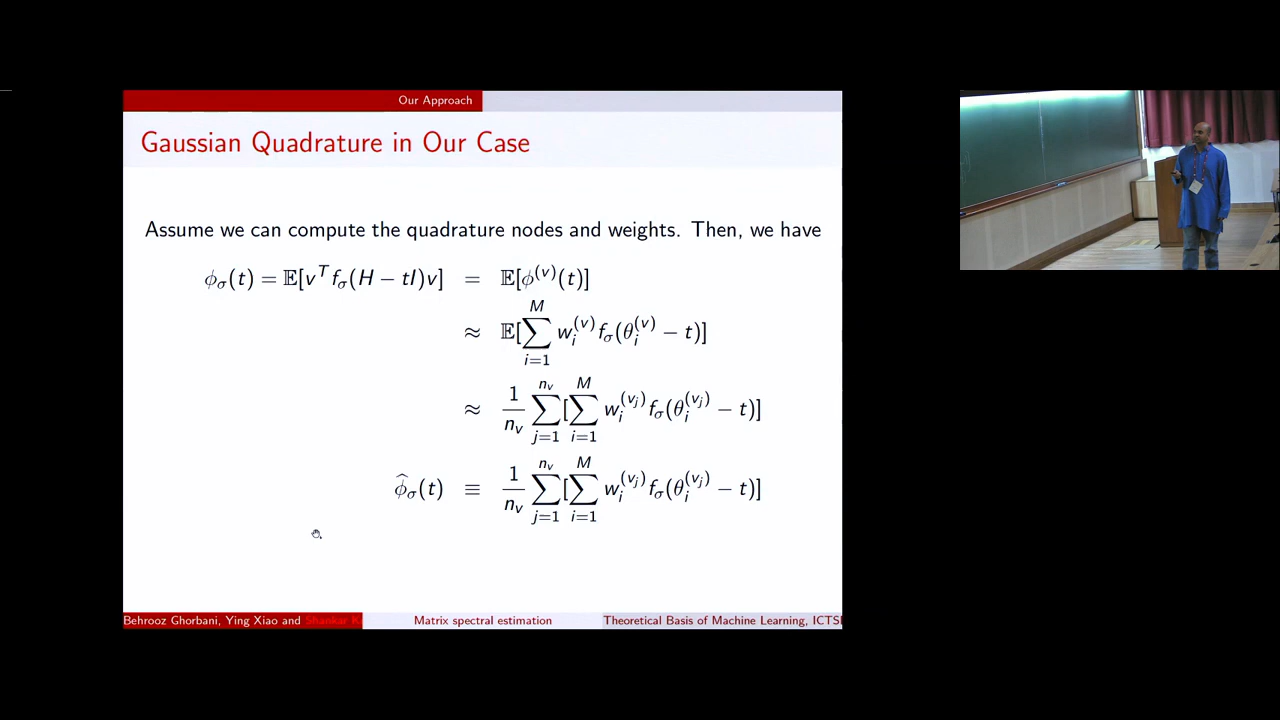 Our Approach
Gaussian Quadrature in Our Case
Assume we can compute the quadrature nodes and weights. Then, we have
ϕ_σ(t) = 𝔼[v^T f_σ(H − tI)v] = 𝔼[ϕ^{(v)}(t)]
≈ 𝔼[∑_{i=1}^{M} w_i^{(v)} f_σ(θ_i^{(v)} − t)]
≈ \frac{1}{n_v} ∑_{j=1}^{n_v} [∑_{i=1}^{M} w_i^{(v_j)} f_σ(θ_i^{(v_j)} − t)]
\widehat{ϕ}_σ(t) ≡ \frac{1}{n_v} ∑_{j=1}^{n_v} [∑_{i=1}^{M} w_i^{(v_j)} f_σ(θ_i^{(v_j)} − t)]
Behrooz Ghorbani, Ying Xiao and Shankar
Matrix spectral estimation
Theoretical Basis of Machine Learning,